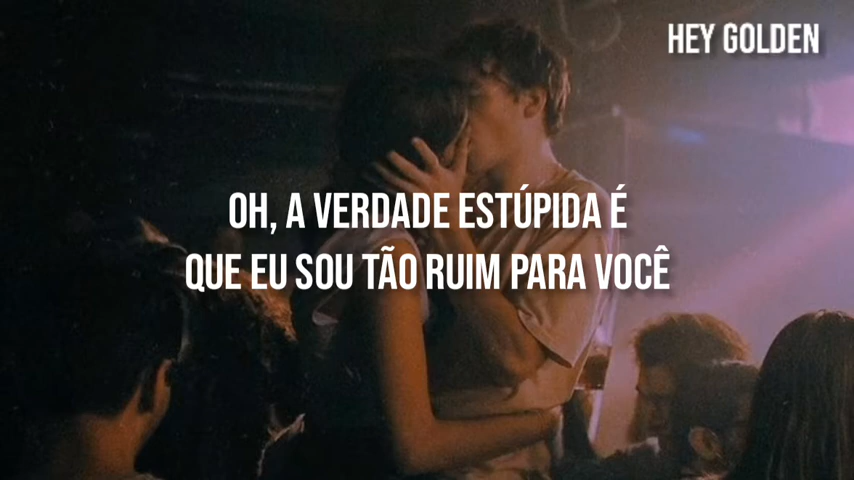 HEY GOLDEN
OH, A VERDADE ESTÚPIDA É
QUE EU SOU TÃO RUIM PARA VOCÊ